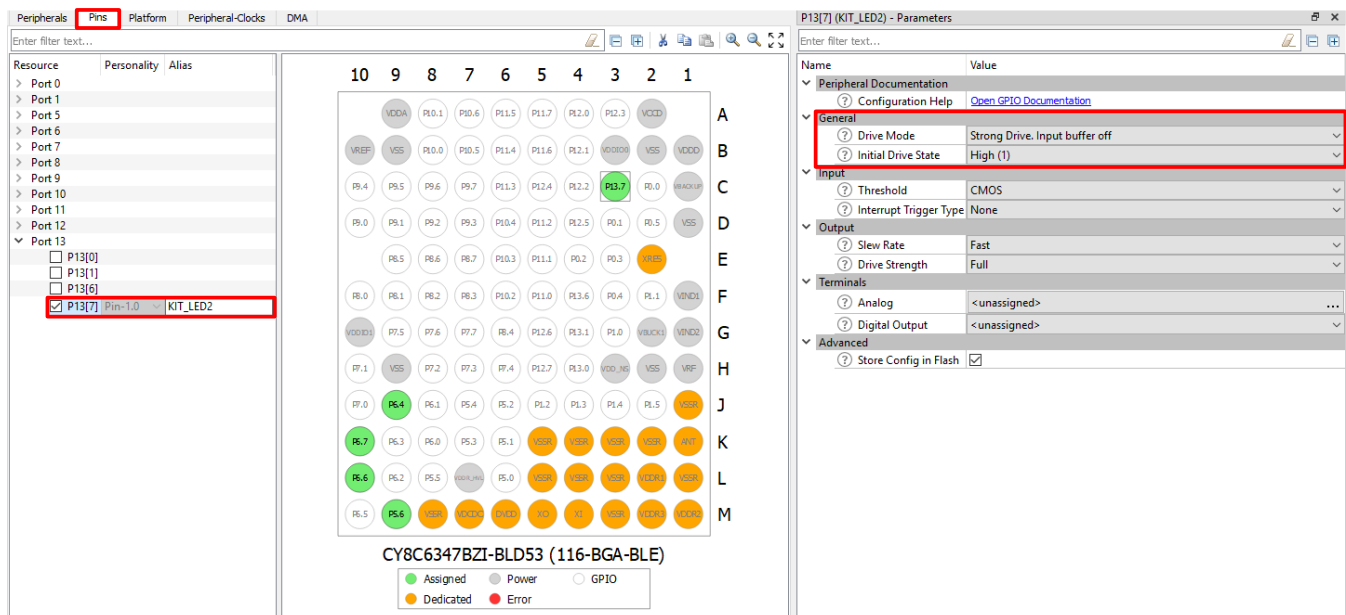 Peripherals Pins Platform Peripheral-Clocks DMA
Enter filter text...
Resource Personality Alias
Port 0
Port 1
Port 5
Port 6
Port 7
Port 8
Port 9
Port 10
Port 11
Port 12
Port 13
P13[0]
P13[1]
P13[6]
P13[7] Pin-1.0 KIT_LED2
10 9 8 7 6 5 4 3 2 1
VDDA P10.1 P10.6 P11.5 P11.7 P12.0 P12.3 VCCD A
VREF VSS P10.0 P10.5 P11.4 P11.6 P12.1 VDDIO0 VSS VDDD B
P9.4 P9.5 P9.6 P9.7 P11.3 P12.4 P12.2 P13.7 P0.0 VBACKUP C
P9.0 P9.1 P9.2 P9.3 P10.4 P11.2 P12.5 P0.1 P0.5 VSS D
P8.5 P8.6 P8.7 P10.3 P11.1 P0.2 P0.3 XRES E
P8.0 P8.1 P8.2 P8.3 P10.2 P11.0 P13.6 P0.4 P1.1 VIND1 F
VDDIO1 P7.5 P7.6 P7.7 P8.4 P12.6 P13.1 P1.0 VBUCK1 VIND2 G
P7.1 VSS P7.2 P7.3 P7.4 P12.7 P13.0 VDD_NS VSS VRF H
P7.0 P6.4 P6.1 P5.4 P5.2 P1.2 P1.3 P1.4 P1.5 VSSR J
P6.7 P6.3 P6.0 P5.3 P5.1 VSSR VSSR VSSR VSSR ANT K
P6.6 P6.2 P5.5 P5.0 VSSR VSSR VSSR VDDR1 VSSR L
P6.5 P5.6 VSSR VDCDC DVDD XO XI VSSR VDDR3 VDDR2 M
CY8C6347BZI-BLD53 (116-BGA-BLE)
Assigned Power GPIO
Dedicated Error
P13[7] (KIT_LED2) - Parameters
Enter filter text...
Name Value
Peripheral Documentation
? Configuration Help Open GPIO Documentation
General
? Drive Mode Strong Drive. Input buffer off
? Initial Drive State High (1)
Input
? Threshold CMOS
? Interrupt Trigger Type None
Output
? Slew Rate Fast
? Drive Strength Full
Terminals
? Analog <unassigned> ...
? Digital Output <unassigned>
Advanced
? Store Config in Flash